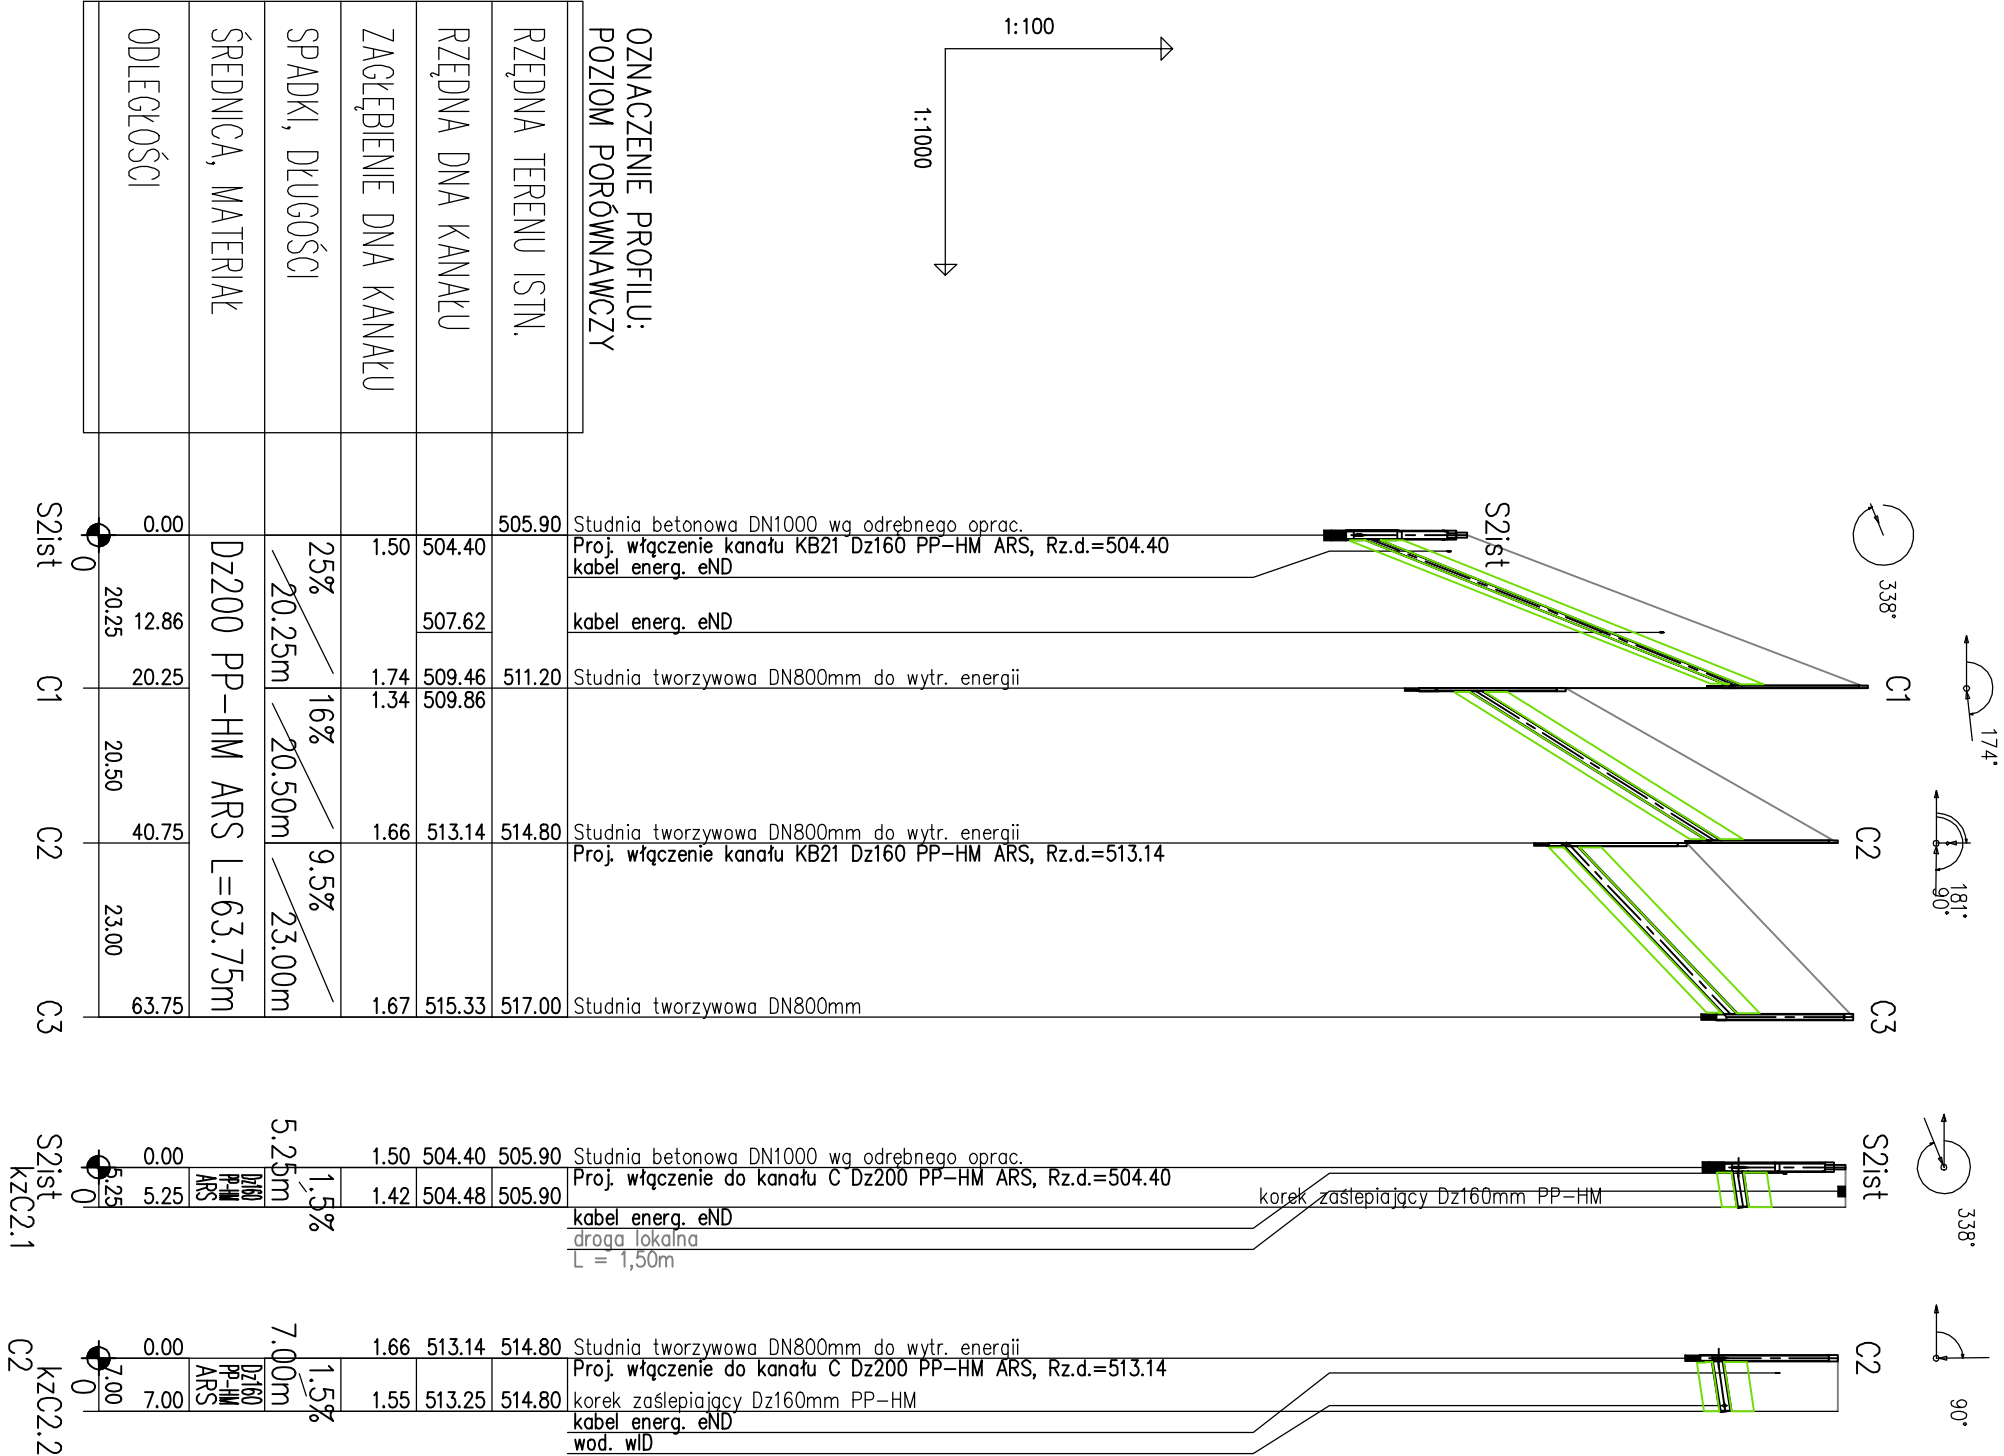 1:100
1:1000
OZNACZENIE PROFILU:
POZIOM PORÓWNAWCZY
RZĘDNA TERENU ISTN.
RZĘDNA DNA KANAŁU
ZAGŁĘBIENIE DNA KANAŁU
SPADKI, DŁUGOŚCI
ŚREDNICA, MATERIAŁ
ODLEGŁOŚCI
S2ist
0
0.00
1.50
504.40
505.90
Studnia betonowa DN1000 wg odrębnego oprac.
Proj. włączenie kanału KB21 Dz160 PP-HM ARS, Rz.d.=504.40
kabel energ. eND
S2ist
338°
25%
20.25m
20.25
12.86
507.62
kabel energ. eND
C1
20.25
1.74
509.46
511.20
Studnia tworzywowa DN800mm do wytr. energii
1.34
509.86
C1
174°
Dz200 PP-HM ARS L=63.75m
16%
20.50m
20.50
C2
40.75
1.66
513.14
514.80
Studnia tworzywowa DN800mm do wytr. energii
Proj. włączenie kanału KB21 Dz160 PP-HM ARS, Rz.d.=513.14
C2
181°
90°
9.5%
23.00m
23.00
C3
63.75
1.67
515.33
517.00
Studnia tworzywowa DN800mm
C3
S2ist
0
0.00
1.50
504.40
505.90
Studnia betonowa DN1000 wg odrębnego oprac.
Proj. włączenie do kanału C Dz200 PP-HM ARS, Rz.d.=504.40
S2ist
338°
5.25m
1.5%
Dz160
PP-HM
ARS
5.25
kzC2.1
5.25
1.42
504.48
505.90
korek zaślepiający Dz160mm PP-HM
kabel energ. eND
droga lokalna
L = 1,50m
C2
0
0.00
1.66
513.14
514.80
Studnia tworzywowa DN800mm do wytr. energii
Proj. włączenie do kanału C Dz200 PP-HM ARS, Rz.d.=513.14
C2
90°
7.00m
1.5%
Dz160
PP-HM
ARS
7.00
kzC2.2
7.00
1.55
513.25
514.80
korek zaślepiający Dz160mm PP-HM
kabel energ. eND
wod. wID